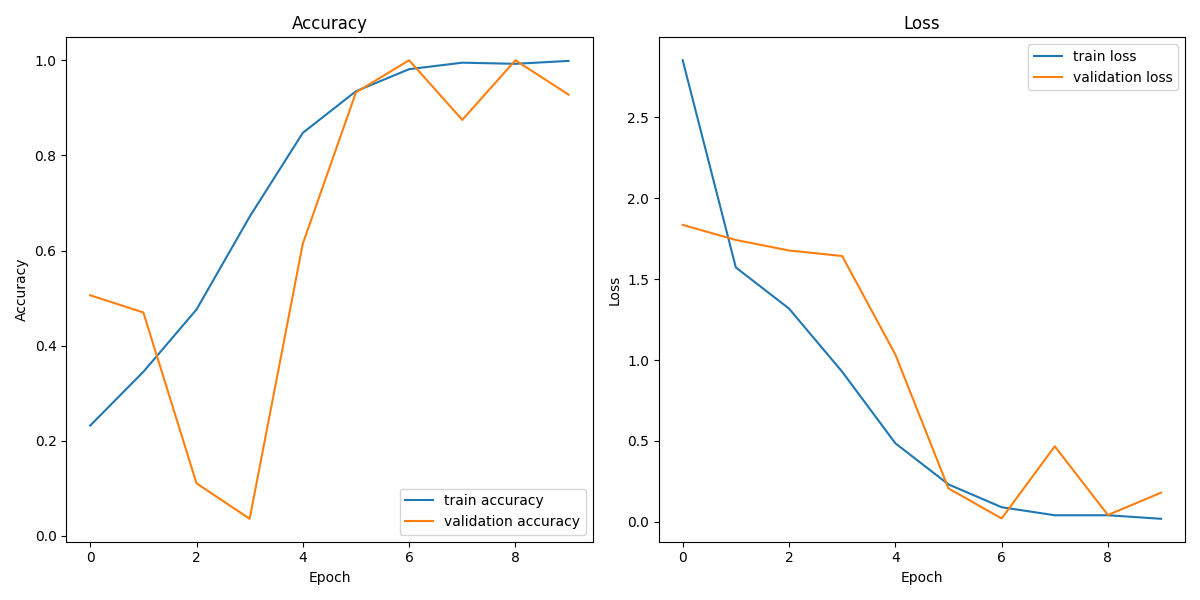 Accuracy
1.0
0.8
0.6
0.4
0.2
0.0
Accuracy
train accuracy
validation accuracy
0 2 4 6 8
Epoch
Loss
2.5
2.0
1.5
1.0
0.5
0.0
Loss
train loss
validation loss
0 2 4 6 8
Epoch